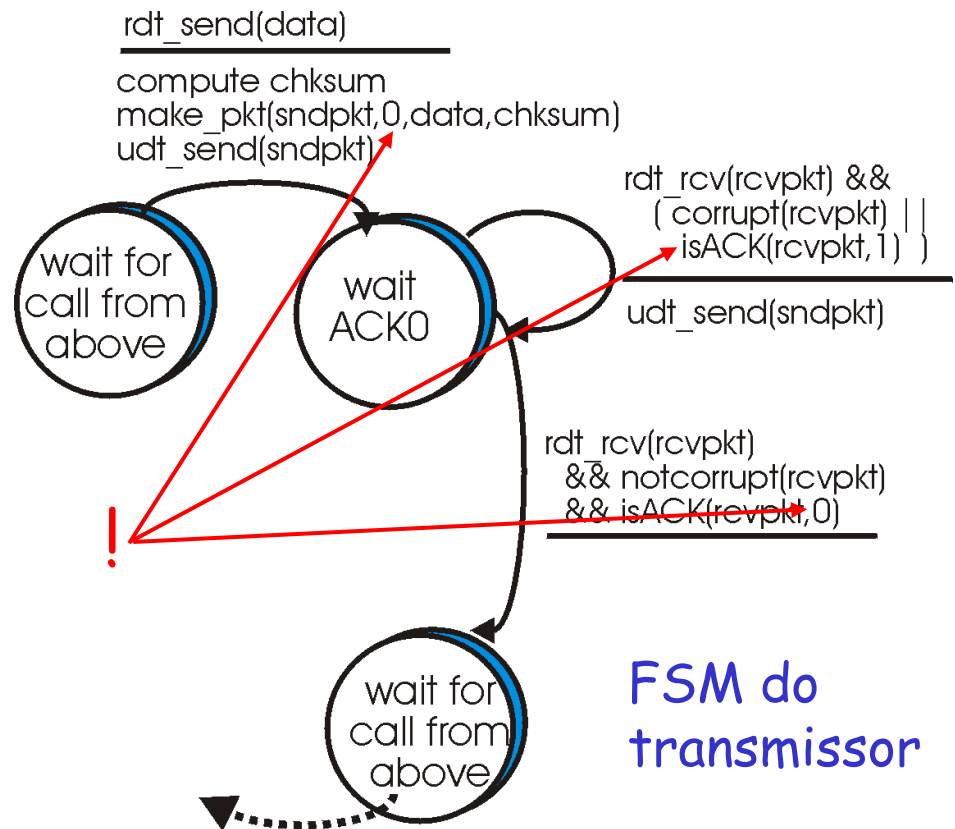 rdt_send(data)
compute chksum
make_pkt(sndpkt,0,data,chksum)
udt_send(sndpkt)
rdt_rcv(rcvpkt) &&
( corrupt(rcvpkt) ||
isACK(rcvpkt,1) )
udt_send(sndpkt)
wait for
call from
above
wait
ACK0
rdt_rcv(rcvpkt)
&& notcorrupt(rcvpkt)
&& isACK(rcvpkt,0)
!
wait for
call from
above
FSM do
transmissor